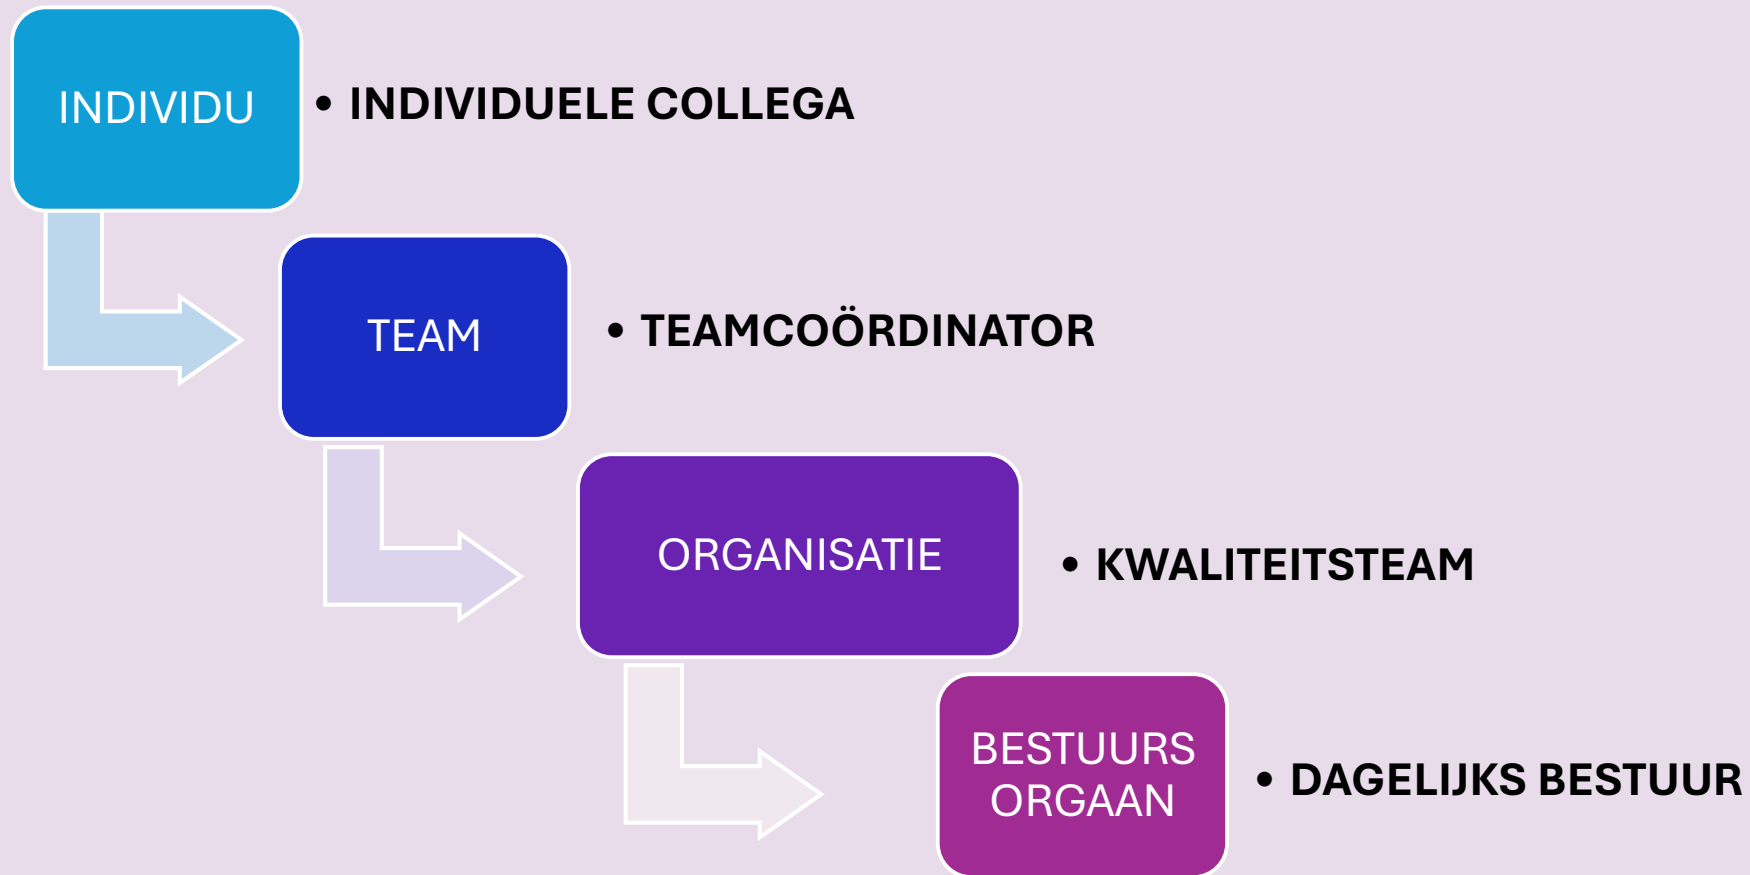 INDIVIDU
• INDIVIDUELE COLLEGA
TEAM
• TEAMCOÖRDINATOR
ORGANISATIE
• KWALITEITSTEAM
BESTUURS
ORGAAN
• DAGELIJKS BESTUUR